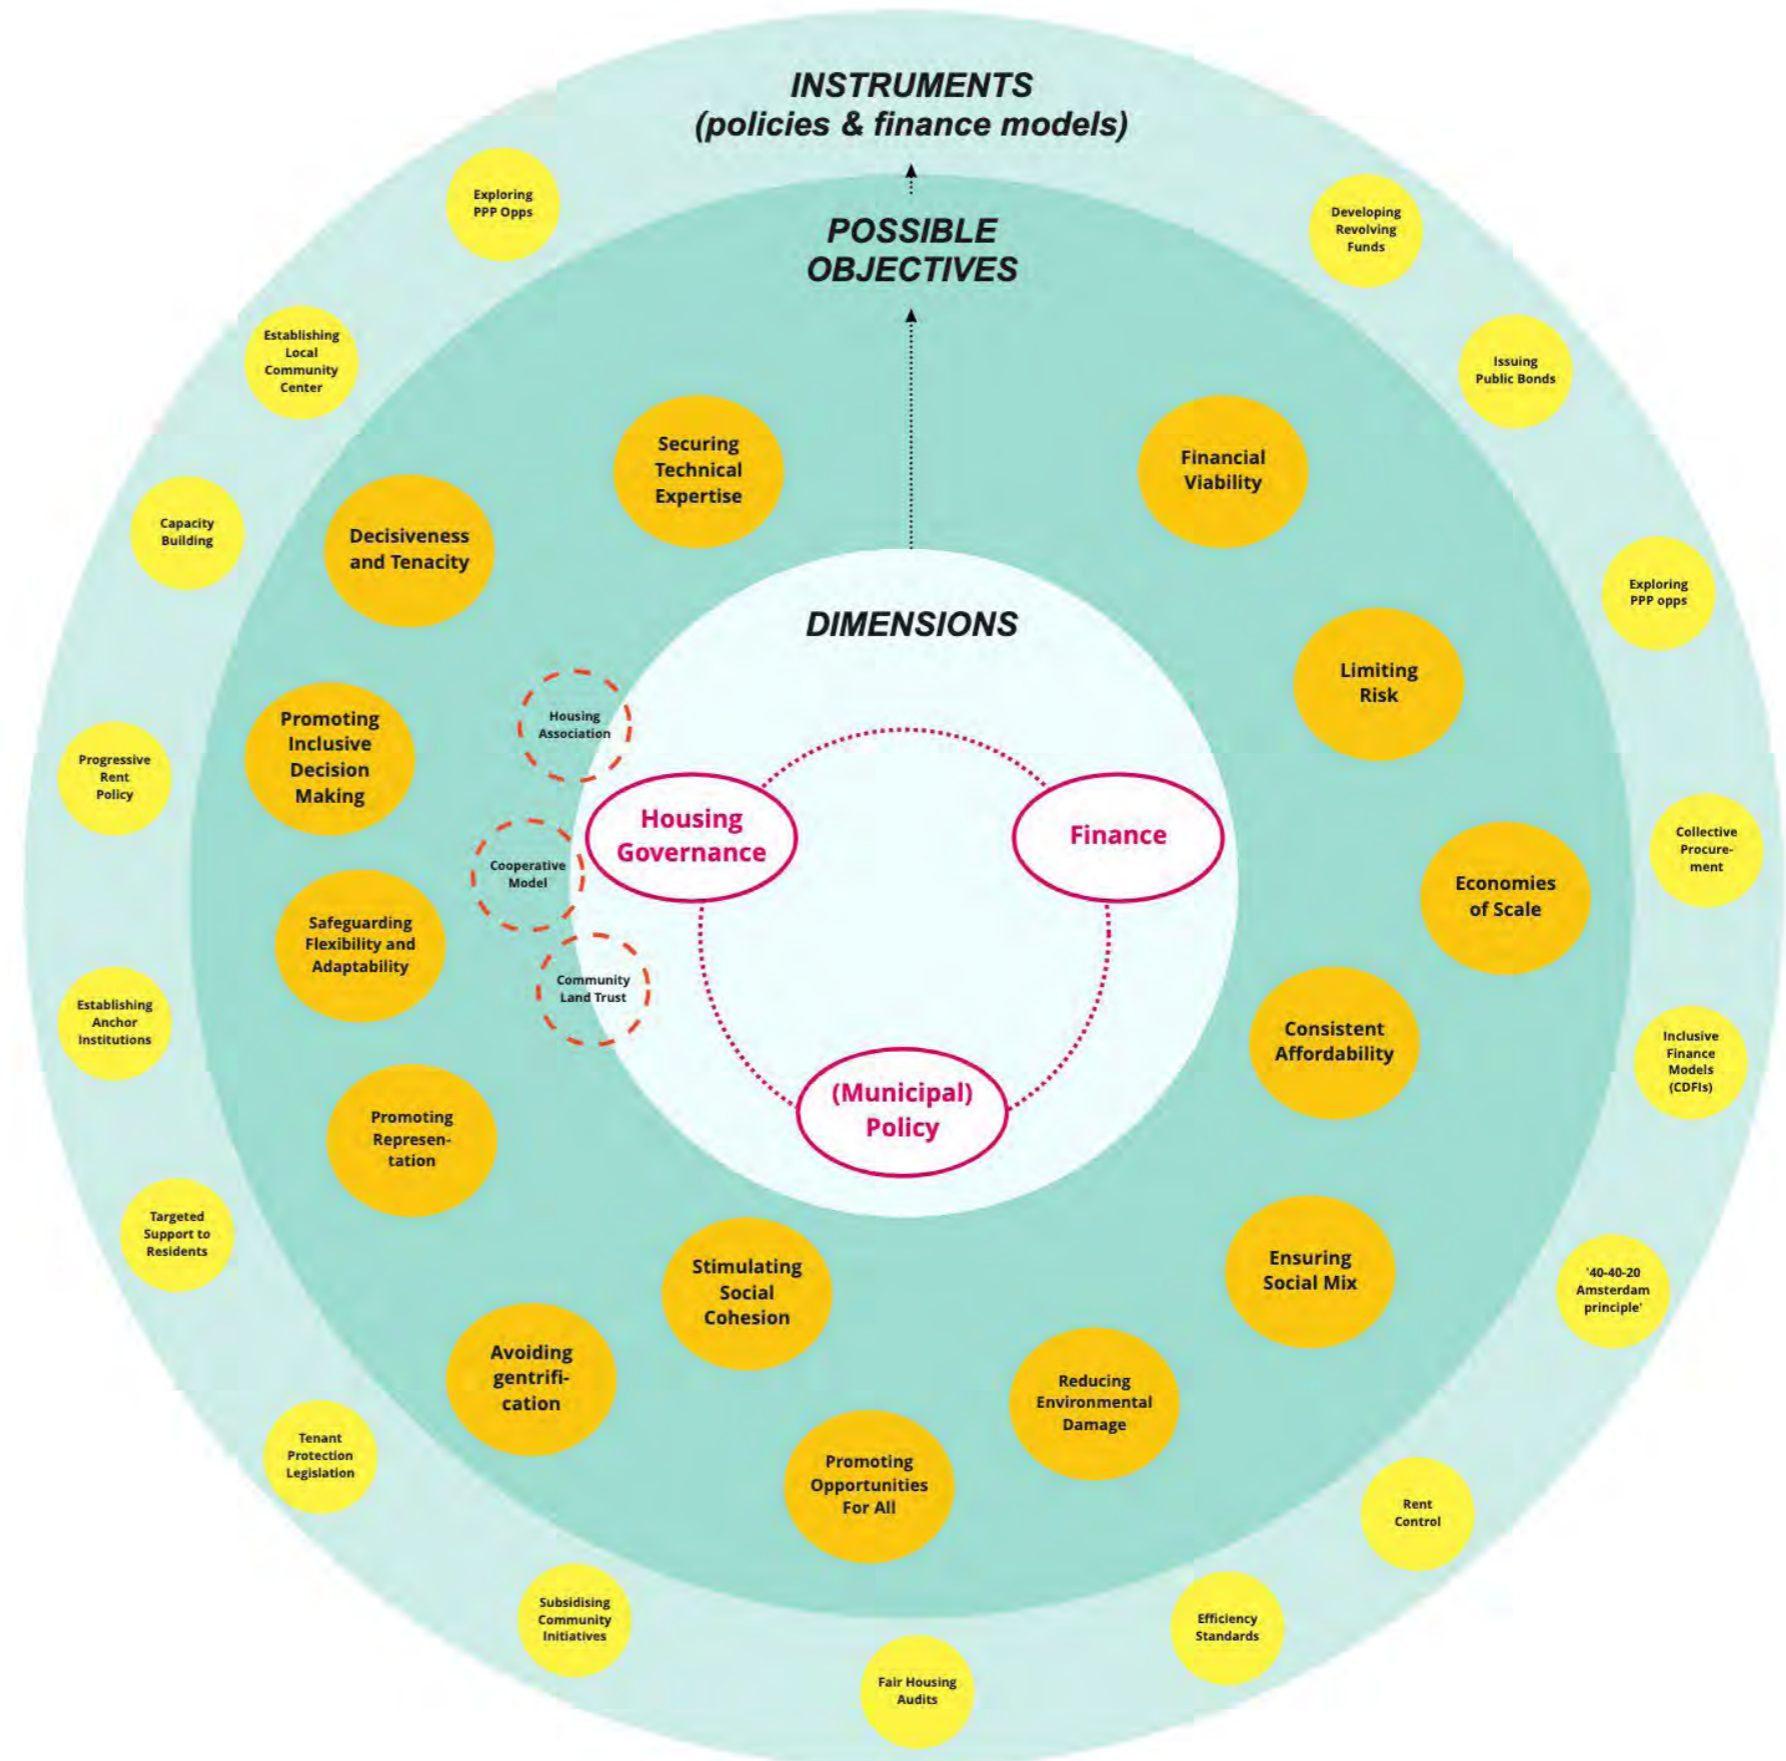 INSTRUMENTS
(policies & finance models)
POSSIBLE
OBJECTIVES
DIMENSIONS
Housing
Governance
Finance
(Municipal)
Policy
Housing
Association
Cooperative
Model
Community
Land Trust
Securing
Technical
Expertise
Decisiveness
and Tenacity
Promoting
Inclusive
Decision
Making
Safeguarding
Flexibility and
Adaptability
Promoting
Represen-
tation
Avoiding
gentrifi-
cation
Stimulating
Social
Cohesion
Promoting
Opportunities
For All
Reducing
Environmental
Damage
Ensuring
Social Mix
Consistent
Affordability
Economies
of Scale
Limiting
Risk
Financial
Viability
Exploring
PPP Opps
Establishing
Local
Community
Center
Capacity
Building
Progressive
Rent
Policy
Establishing
Anchor
Institutions
Targeted
Support to
Residents
Tenant
Protection
Legislation
Subsidising
Community
Initiatives
Fair Housing
Audits
Efficiency
Standards
Rent
Control
'40-40-20
Amsterdam
principle'
Inclusive
Finance
Models
(CDFIs)
Collective
Procure-
ment
Exploring
PPP opps
Issuing
Public Bonds
Developing
Revolving
Funds